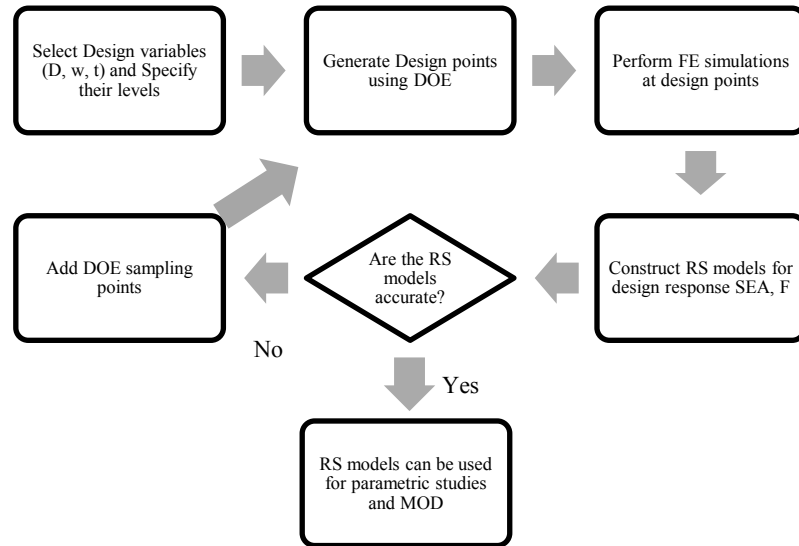 Select Design variables
(D, w, t) and Specify
their levels
Generate Design points
using DOE
Perform FE simulations
at design points
Add DOE sampling
points
Are the RS
models
accurate?
Construct RS models for
design response SEA, F
No
Yes
RS models can be used
for parametric studies
and MOD